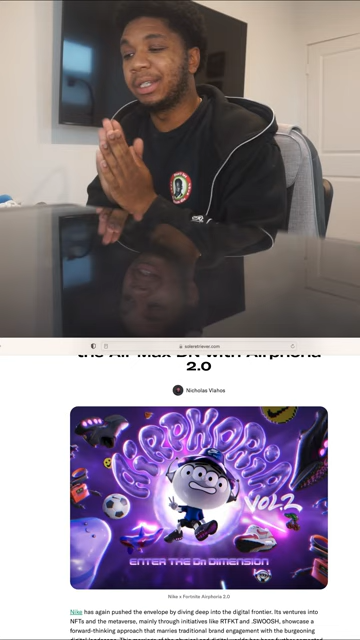 soleretriever.com
the Air Max DN with Airphoria
2.0
Nicholas Vlahos
AiRPHORiA
VOL.2
ENTER THE Dn DIMENSION
Nike x Fortnite Airphoria 2.0
Nike has again pushed the envelope by diving deep into the digital frontier. Its ventures into
NFTs and the metaverse, mainly through initiatives like RTFKT and .SWOOSH, showcase a
forward-thinking approach that marries traditional brand engagement with the burgeoning